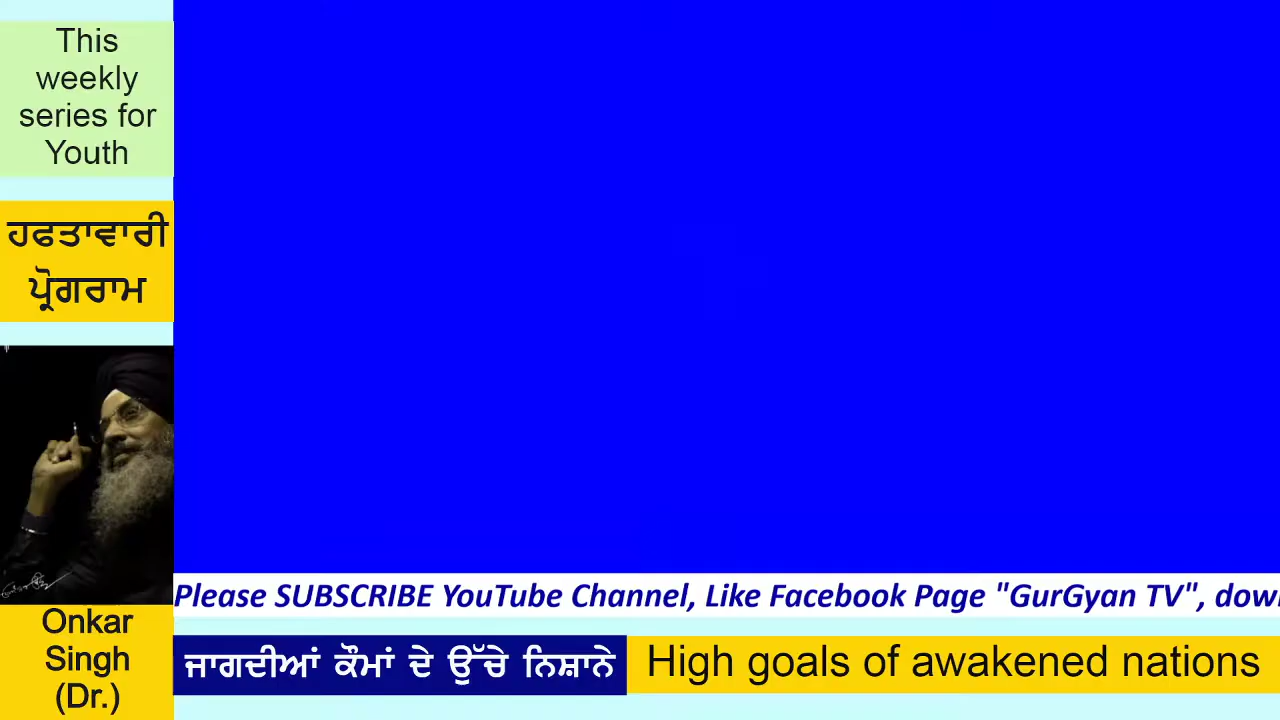 This
weekly
series for
Youth
ਹਫਤਾਵਾਰੀ
ਪ੍ਰੋਗਰਾਮ
Onkar
Singh
(Dr.)
Please SUBSCRIBE YouTube Channel, Like Facebook Page "GurGyan TV", down
ਜਾਗਦੀਆਂ ਕੌਮਾਂ ਦੇ ਉੱਚੇ ਨਿਸ਼ਾਨੇ
High goals of awakened nations